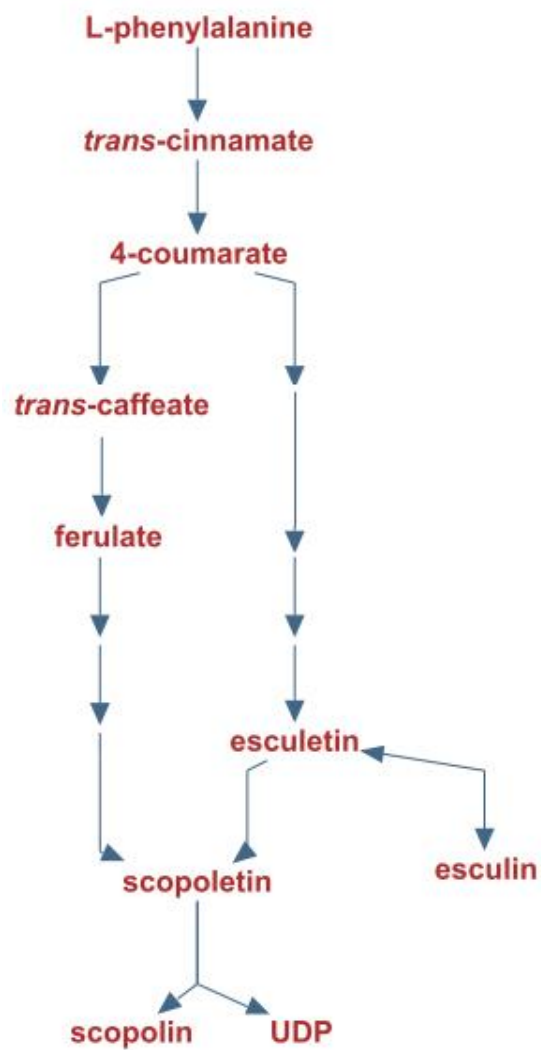 L-phenylalanine
trans-cinnamate
4-coumarate
trans-caffeate
ferulate
esculetin
esculin
scopoletin
scopolin UDP